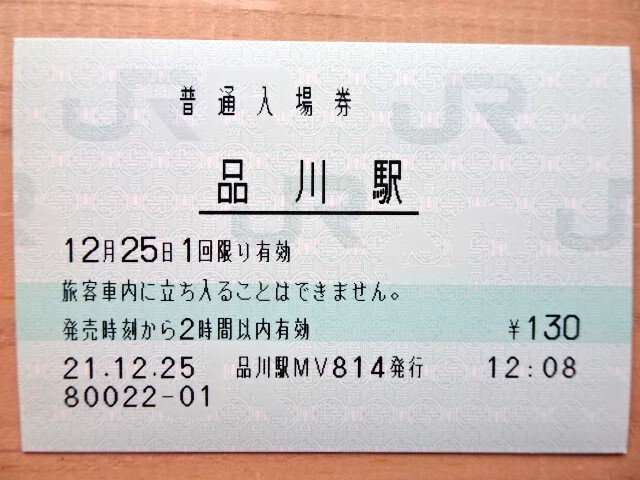 普通入場券
品川駅
12月25日1回限り有効
旅客車内に立ち入ることはできません。
発売時刻から2時間以内有効 ¥130
21.12.25 品川駅MV814発行 12:08
80022-01